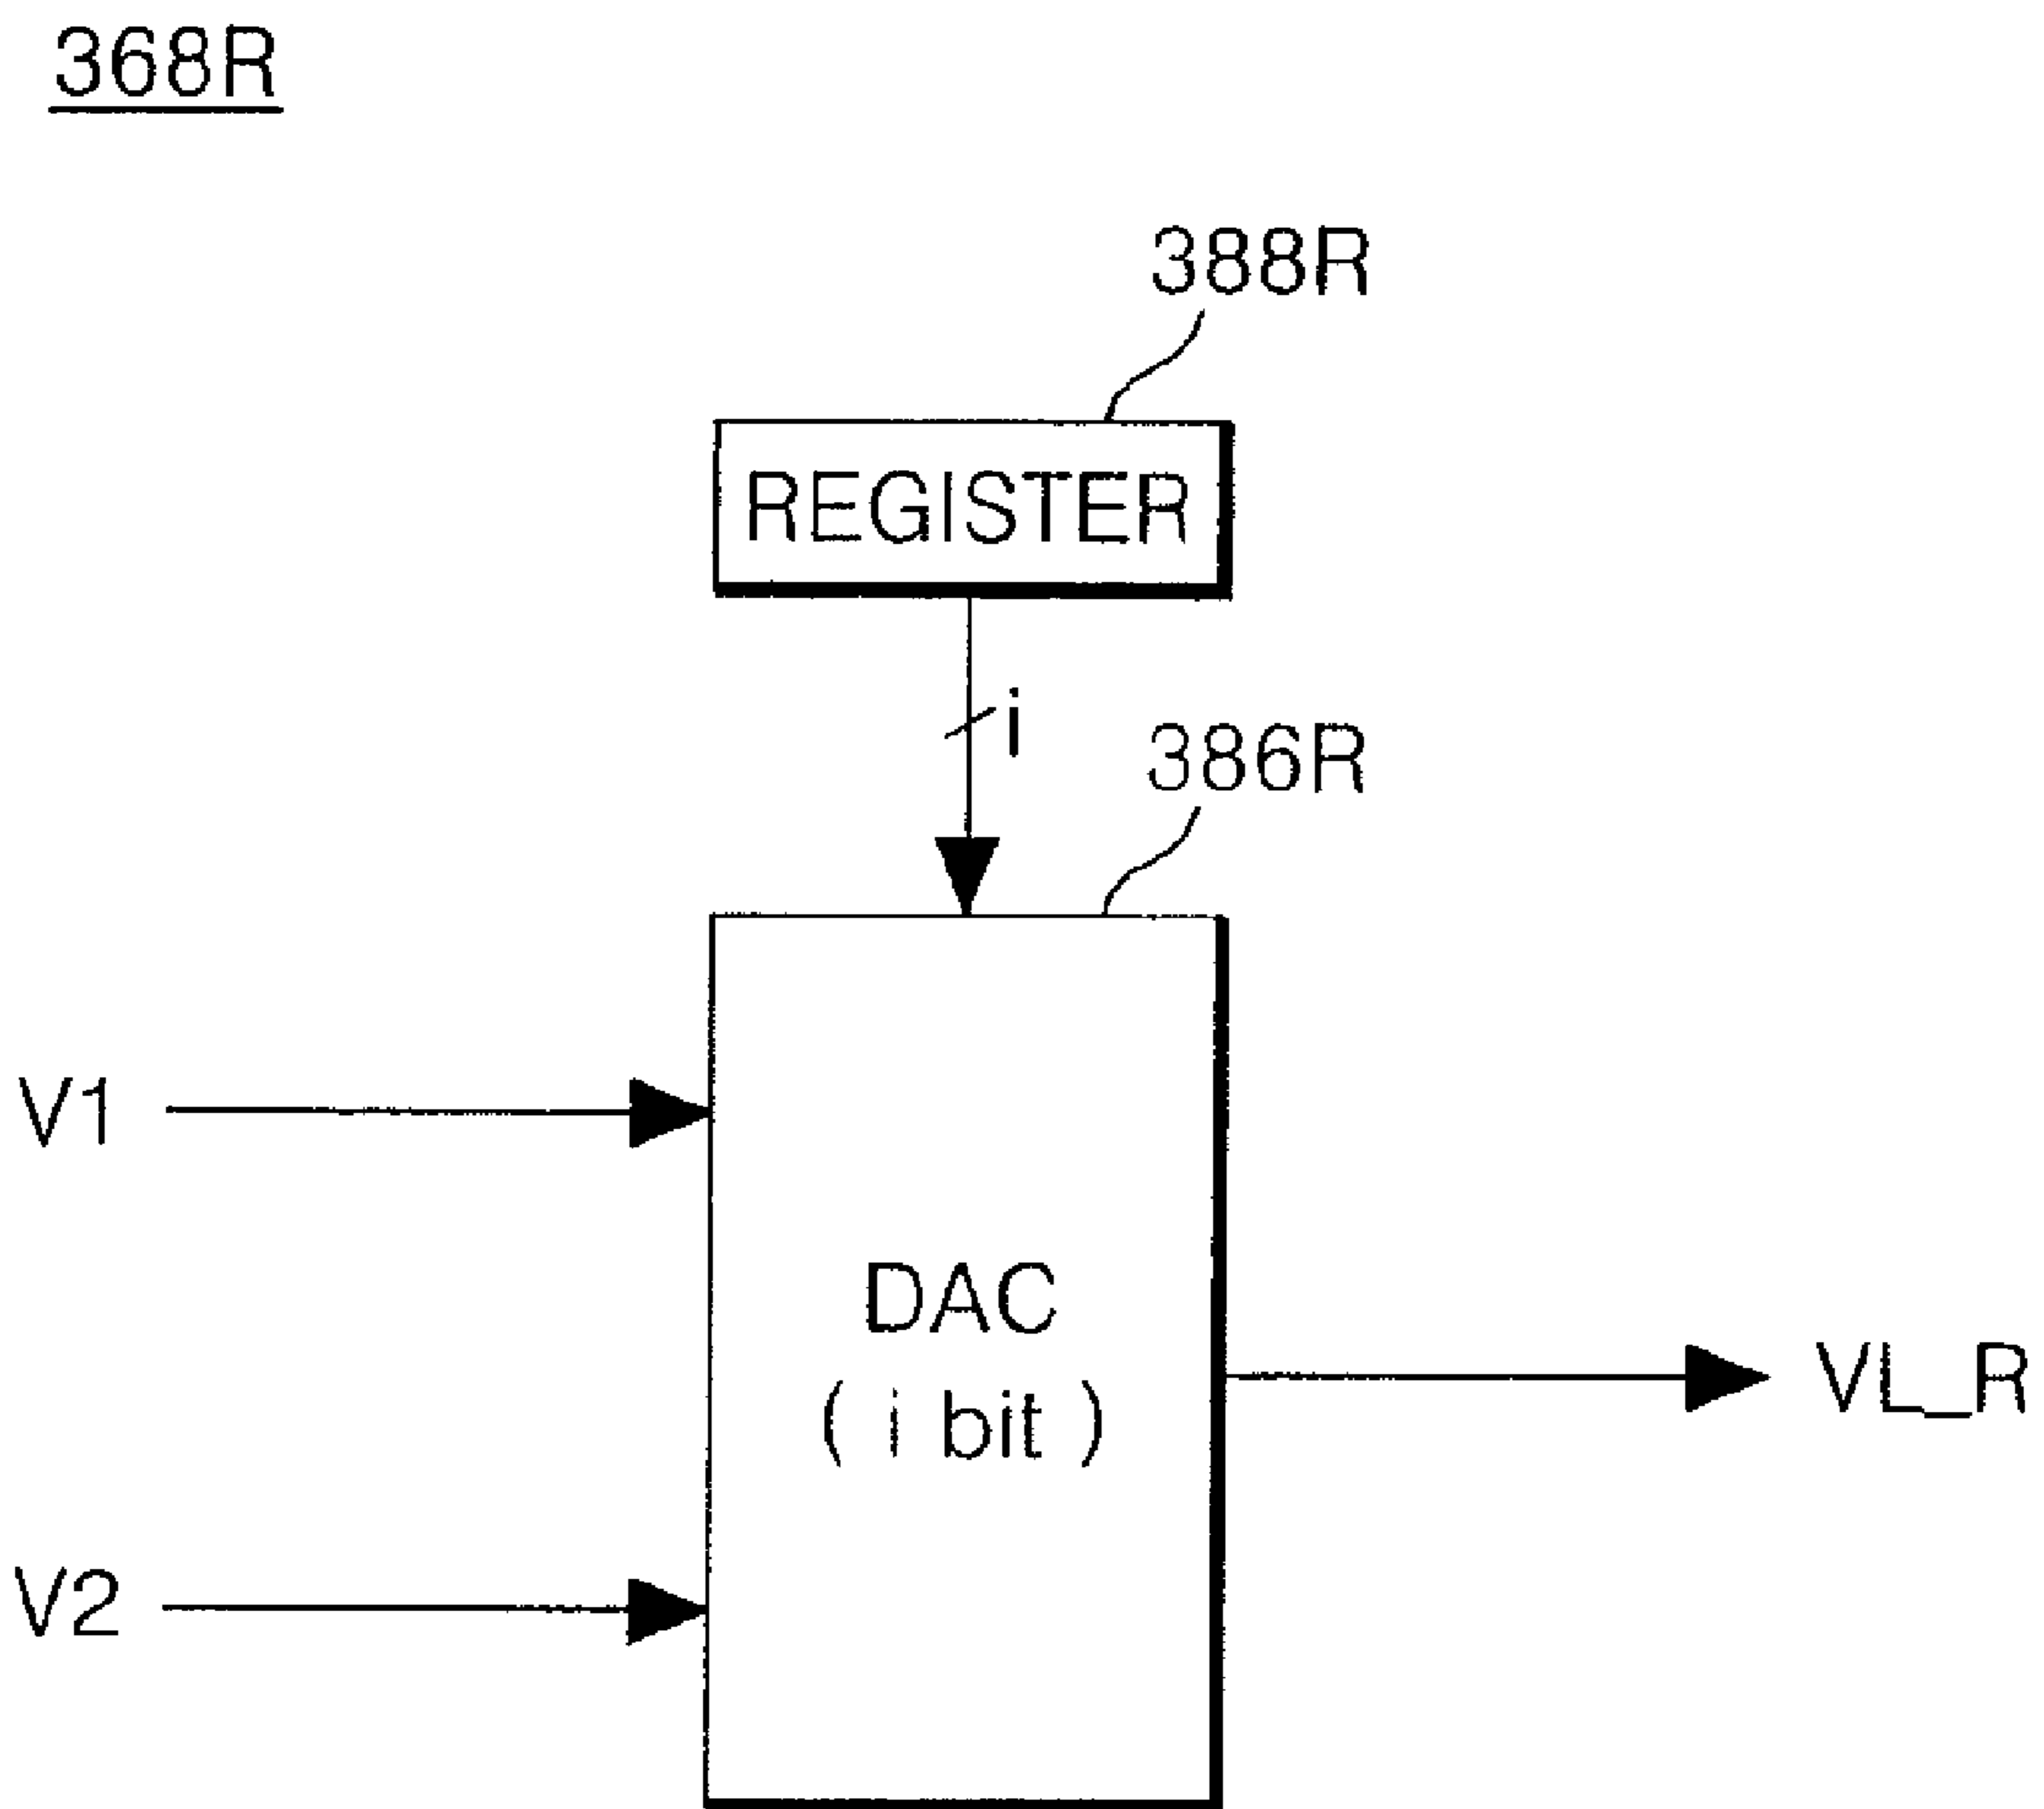 368R
388R
REGISTER
i
386R
V1
DAC
( i bit )
VL_R
V2